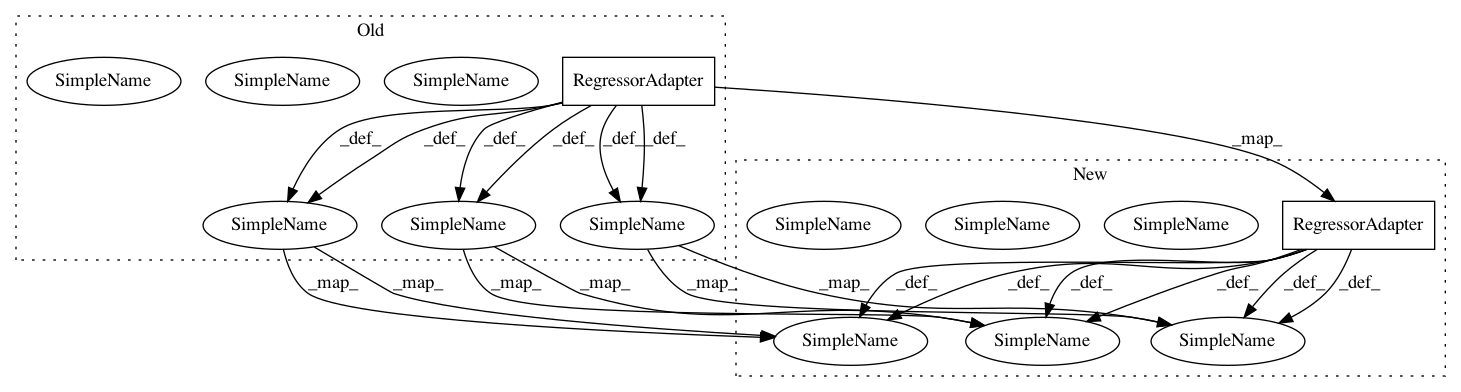 Old
SimpleName SimpleName SimpleName RegressorAdapter
_def_ _def_ _def_ _def_ _def_ _def_ _map_
New
SimpleName SimpleName SimpleName SimpleName SimpleName SimpleName RegressorAdapter
_map_ _map_ _map_ _map_ _map_ _map_ _def_ _def_ _def_ _def_ _def_ _def_
SimpleName SimpleName SimpleName